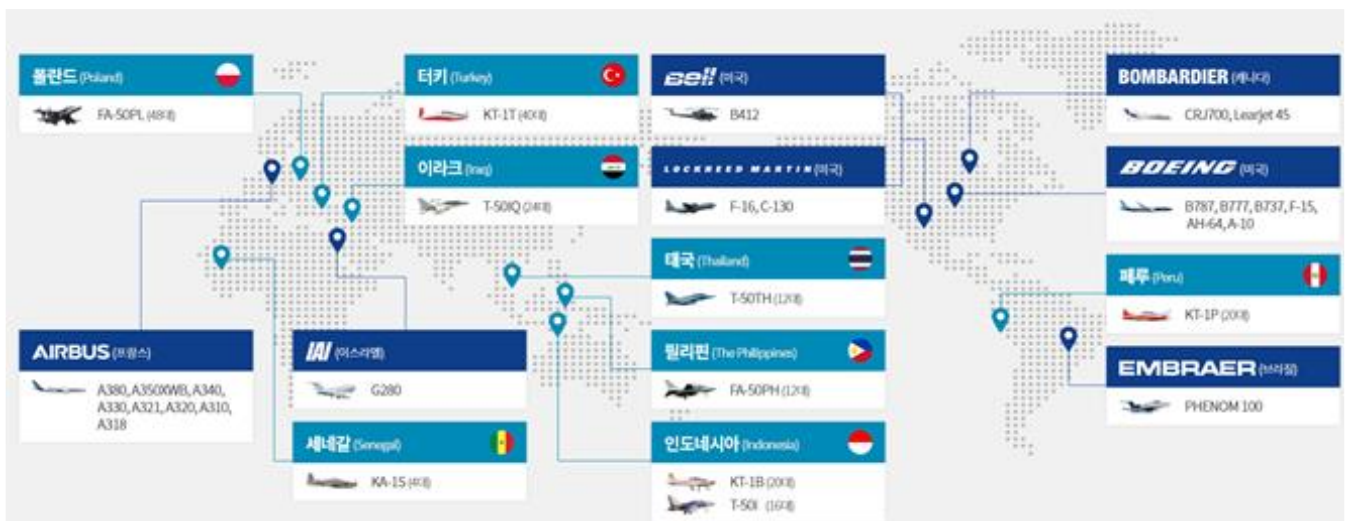 폴란드 (Poland)
FA-50PL (48대)
터키 (Turkey)
KT-1T (40대)
이라크 (Iraq)
T-50IQ (24대)
Bell (미국)
B412
LOCKHEED MARTIN (미국)
F-16, C-130
태국 (Thailand)
T-50TH (12대)
필리핀 (The Philippines)
FA-50PH (12대)
인도네시아 (Indonesia)
KT-1B (20대)
T-50I (16대)
BOMBARDIER (캐나다)
CRJ700, Learjet 45
BOEING (미국)
B787, B777, B737, F-15,
AH-64, A-10
페루 (Peru)
KT-1P (20대)
EMBRAER (브라질)
PHENOM 100
AIRBUS (프랑스)
A380, A350XWB, A340,
A330, A321, A320, A310,
A318
IAI (이스라엘)
G280
세네갈 (Senegal)
KA-1S (4대)